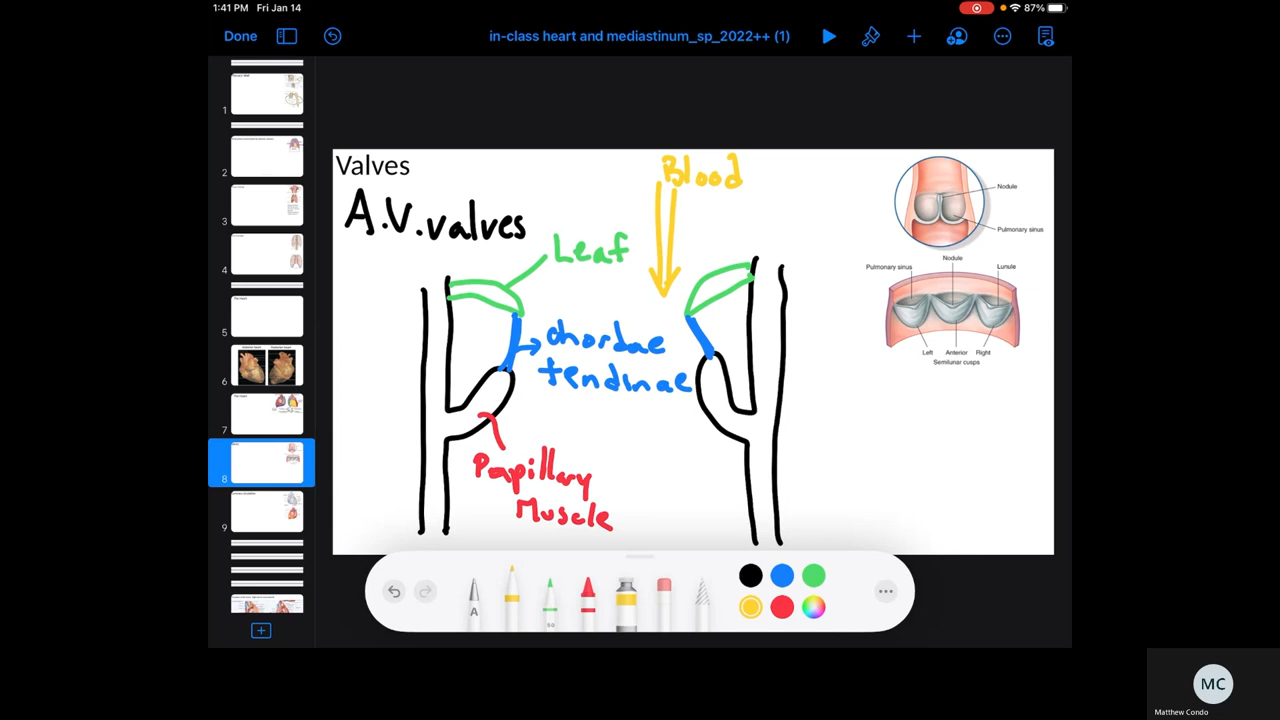 1:41 PM Fri Jan 14
87%
Done
in-class heart and mediastinum_sp_2022++ (1)
1
2
3
4
5
6
7
8
9
Valves
A.V. valves
Blood
Leaf
chordae
tendinae
Papillary
Muscle
Nodule
Pulmonary sinus
Nodule
Pulmonary sinus
Lunule
Left Anterior Right
Semilunar cusps
A
50
MC
Matthew Condo